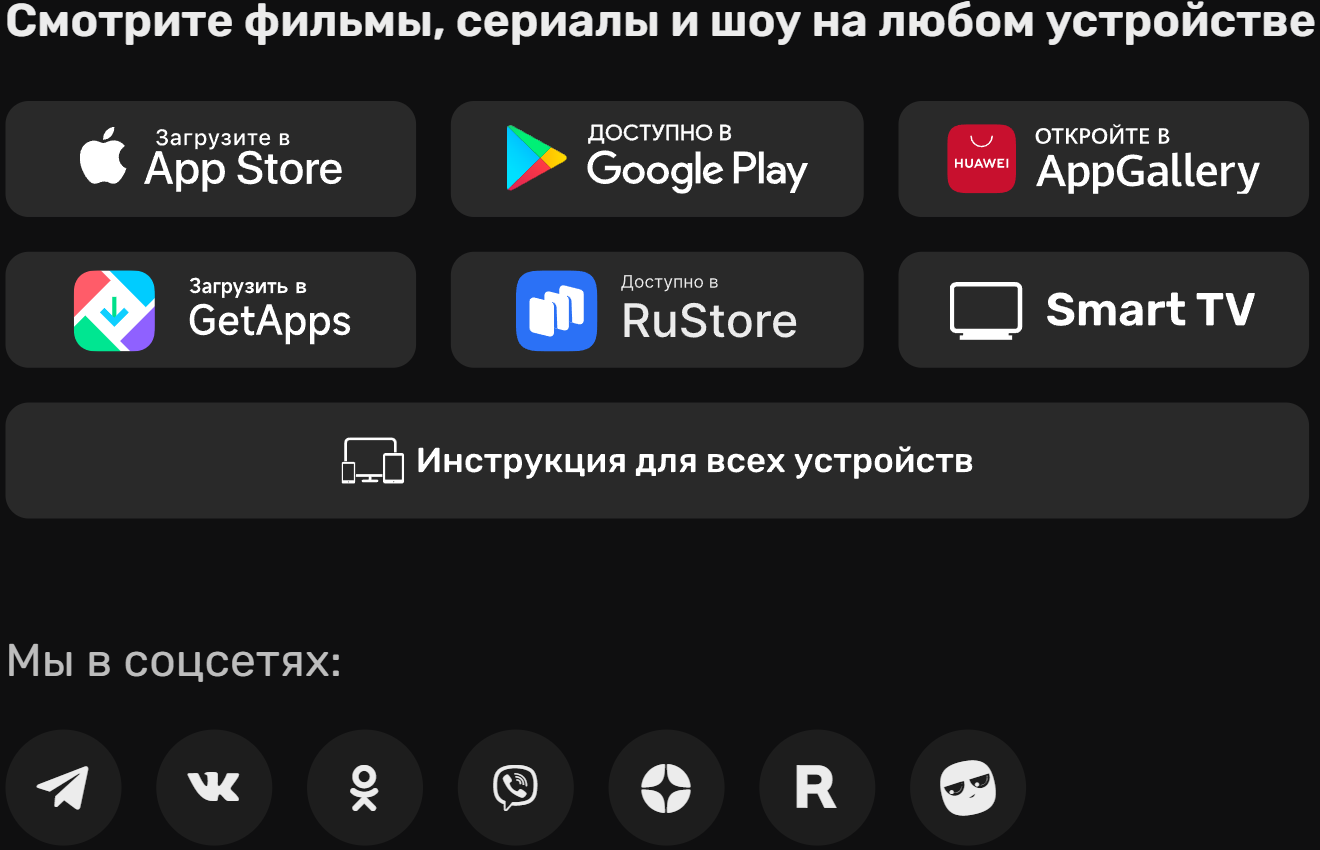 Смотрите фильмы, сериалы и шоу на любом устройстве
Загрузите в
App Store
ДОСТУПНО В
Google Play
HUAWEI
ОТКРОЙТЕ В
AppGallery
Загрузить в
GetApps
Доступно в
RuStore
Smart TV
Инструкция для всех устройств
Мы в соцсетях:
R